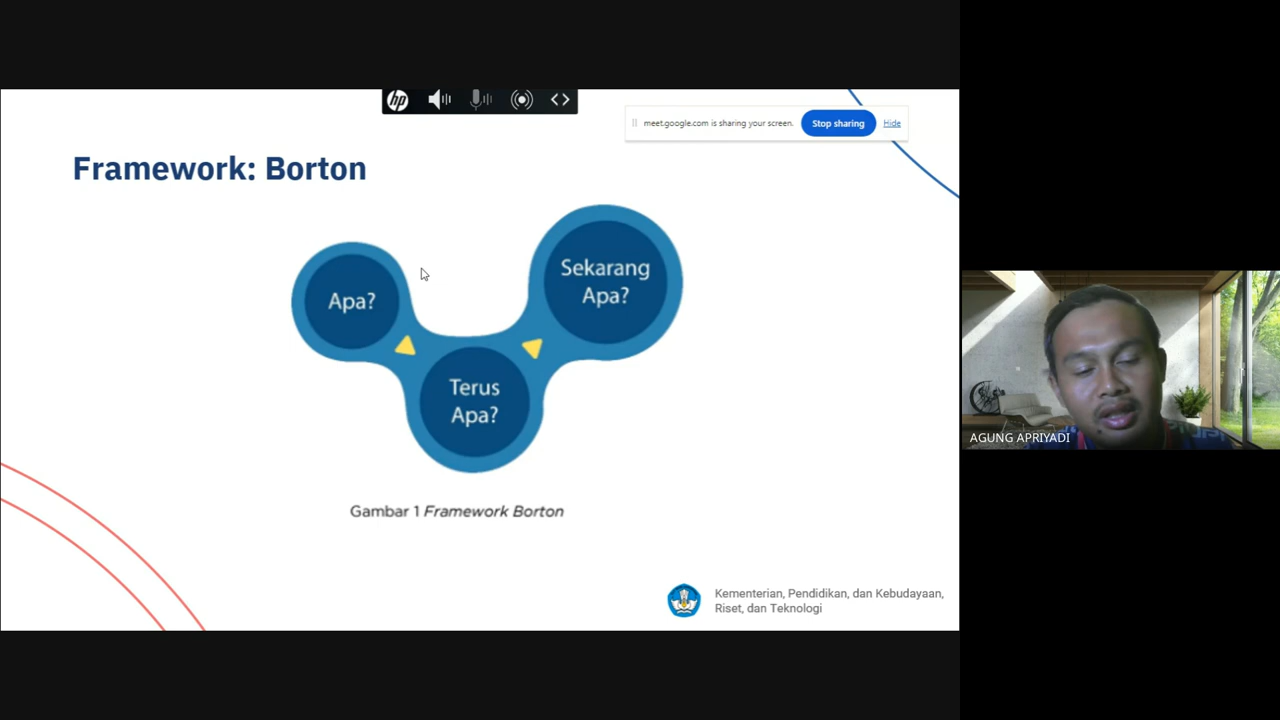 hp
meet.google.com is sharing your screen.
Stop sharing
Hide
Framework: Borton
Apa?
Sekarang
Apa?
Terus
Apa?
Gambar 1 Framework Borton
Kementerian, Pendidikan, dan Kebudayaan,
Riset, dan Teknologi
AGUNG APRIYADI